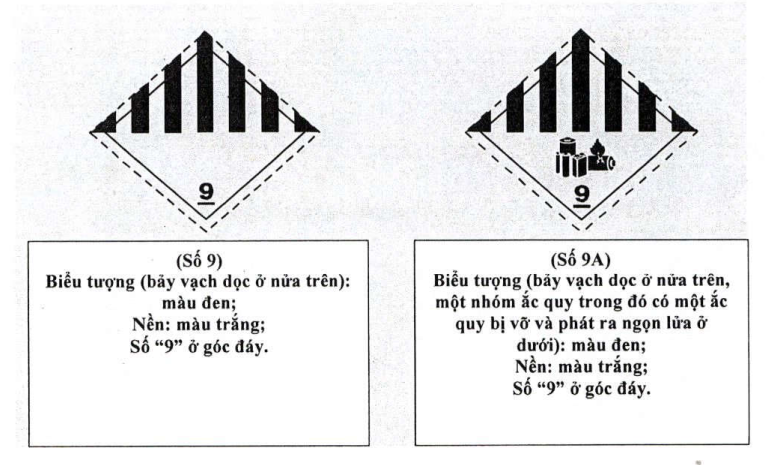 9
(Số 9)
Biểu tượng (bảy vạch dọc ở nửa trên):
màu đen;
Nền: màu trắng;
Số “9” ở góc đáy.
9
(Số 9A)
Biểu tượng (bảy vạch dọc ở nửa trên,
một nhóm ắc quy trong đó có một ắc
quy bị vỡ và phát ra ngọn lửa ở
dưới): màu đen;
Nền: màu trắng;
Số “9” ở góc đáy.